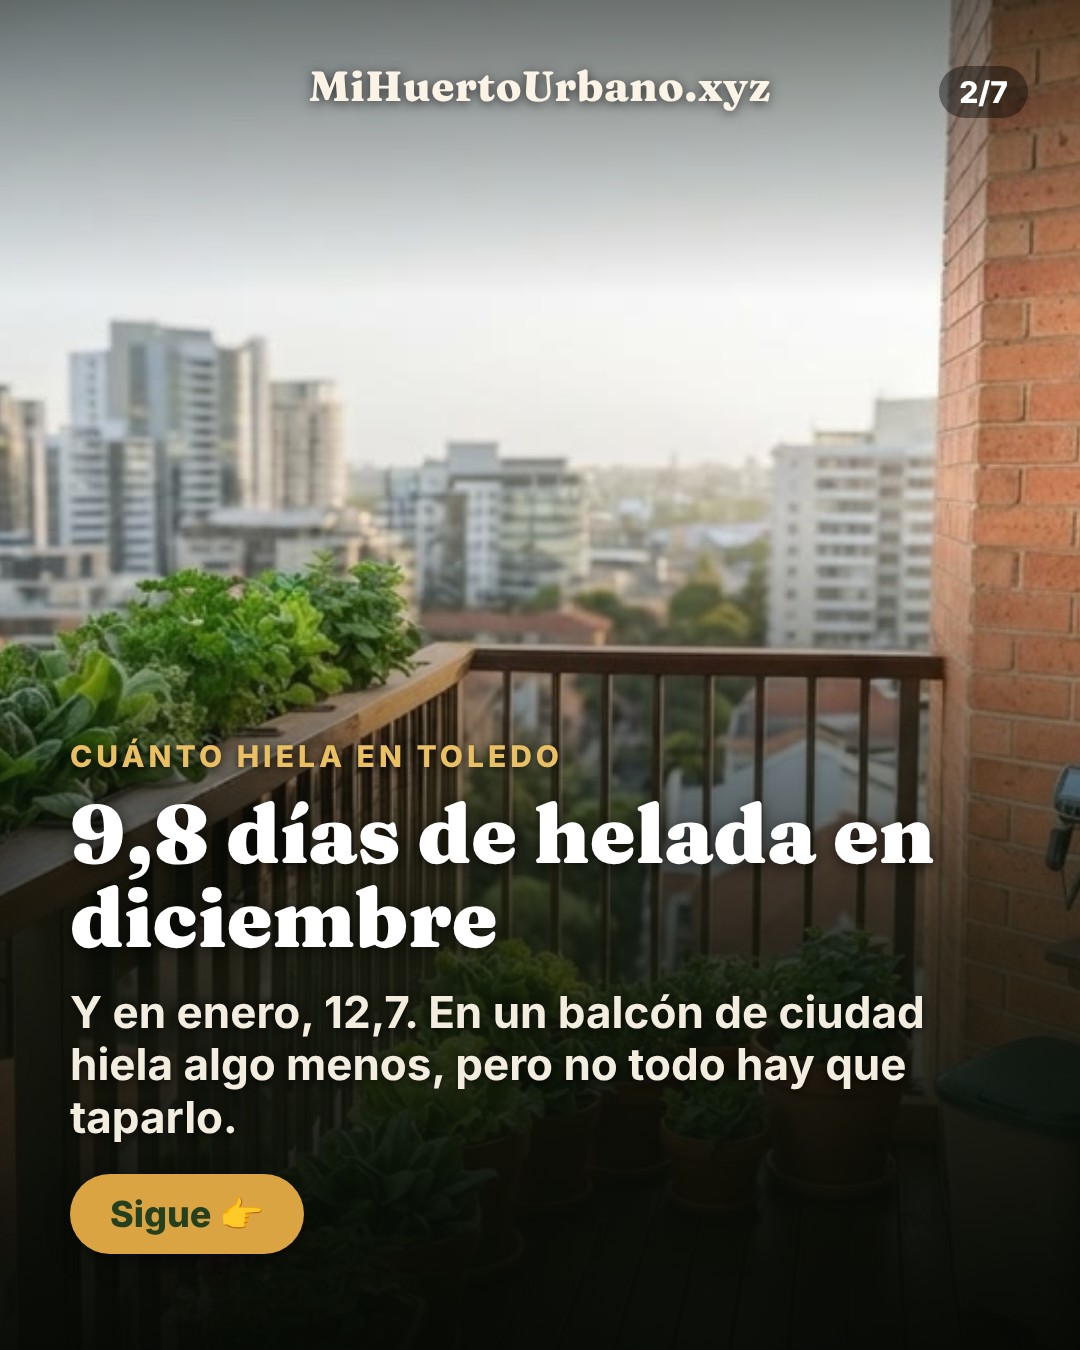 MiHuertoUrbano.xyz
2/7
CUÁNTO HIELA EN TOLEDO
9,8 días de helada en
diciembre
Y en enero, 12,7. En un balcón de ciudad
hiela algo menos, pero no todo hay que
taparlo.
Sigue 👉